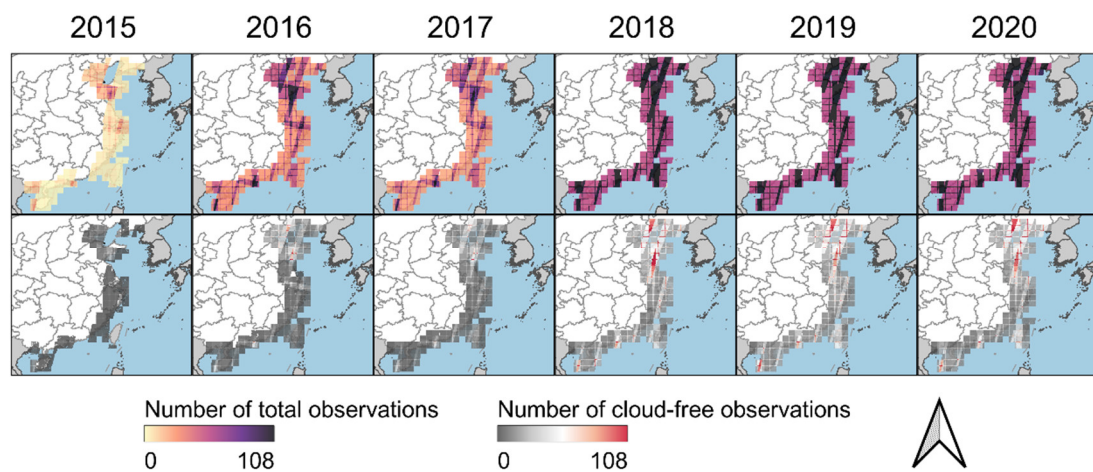 2015 2016 2017 2018 2019 2020
Number of total observations
0 108
Number of cloud-free observations
0 108